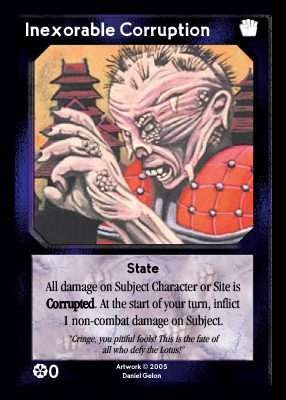 Inexorable Corruption
State
All damage on Subject Character or Site is
Corrupted. At the start of your turn, inflict
1 non-combat damage on Subject.
"Cringe, you pitiful fools! This is the fate of
all who defy the Lotus!"
0
Artwork © 2005
Daniel Gelon